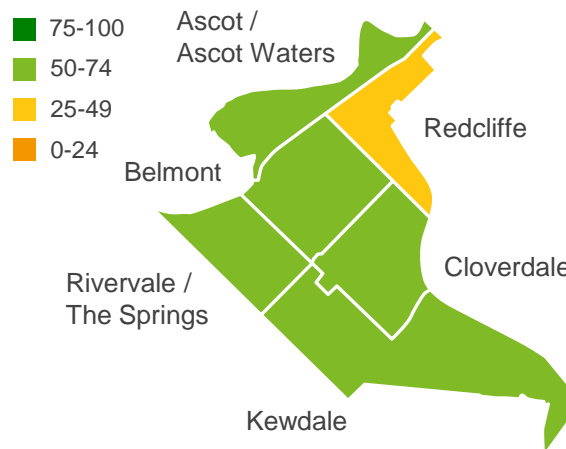 75-100
50-74
25-49
0-24
Ascot /
Ascot Waters
Redcliffe
Belmont
Cloverdale
Rivervale /
The Springs
Kewdale